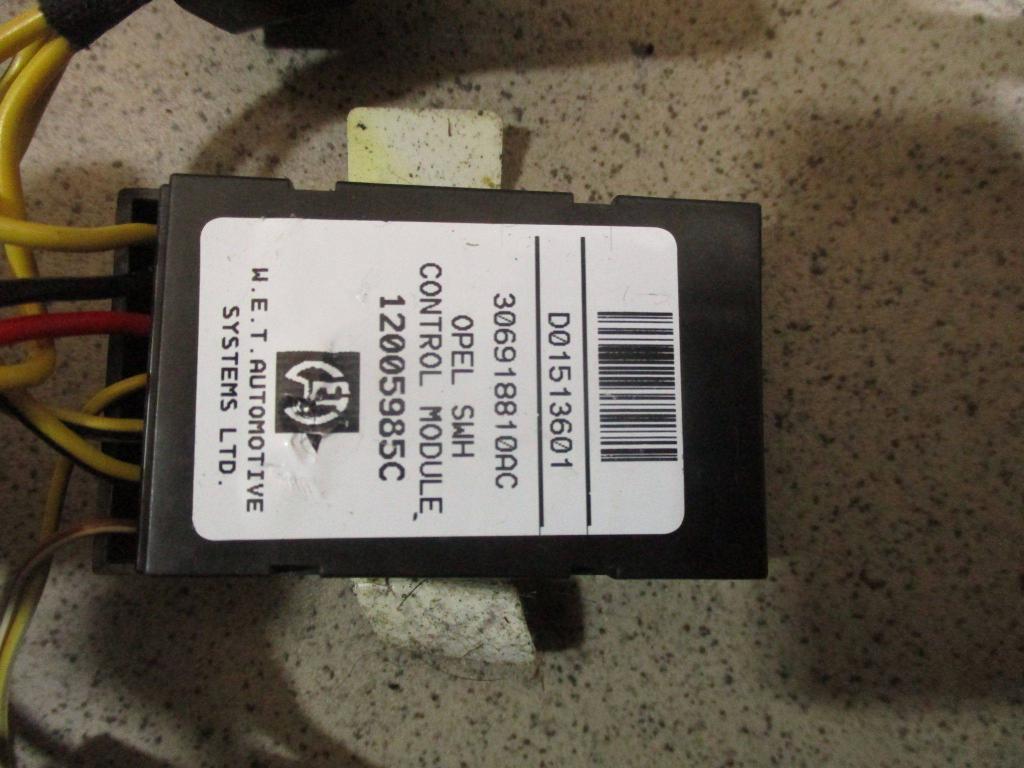 D01513601
306918810AC
OPEL SWH
CONTROL MODULE
12005985C
W.E.T.AUTOMOTIVE
SYSTEMS LTD.